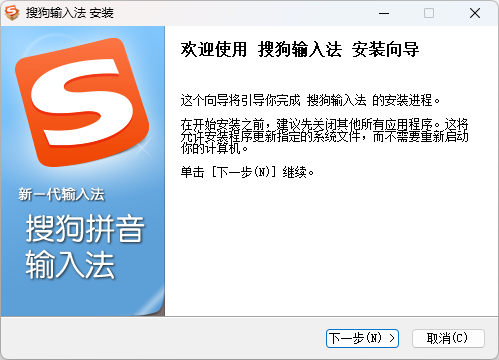 搜狗输入法 安装
欢迎使用 搜狗输入法 安装向导
这个向导将引导你完成 搜狗输入法 的安装进程。
在开始安装之前，建议先关闭其他所有应用程序。这将
允许安装程序更新指定的系统文件，而不需要重新启动
你的计算机。
单击 [下一步(N)] 继续。
新一代输入法
搜狗拼音
输入法
下一步(N) >
取消(C)